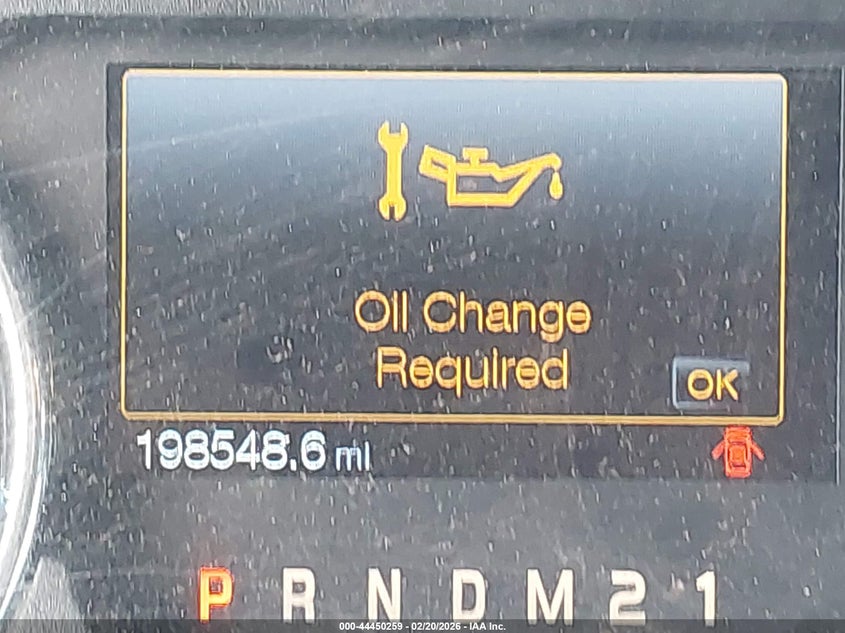 Oil Change
Required
OK
198548.6 mi
P R N D M 2 1
000-44450259 - 02/20/2026 - IAA Inc.